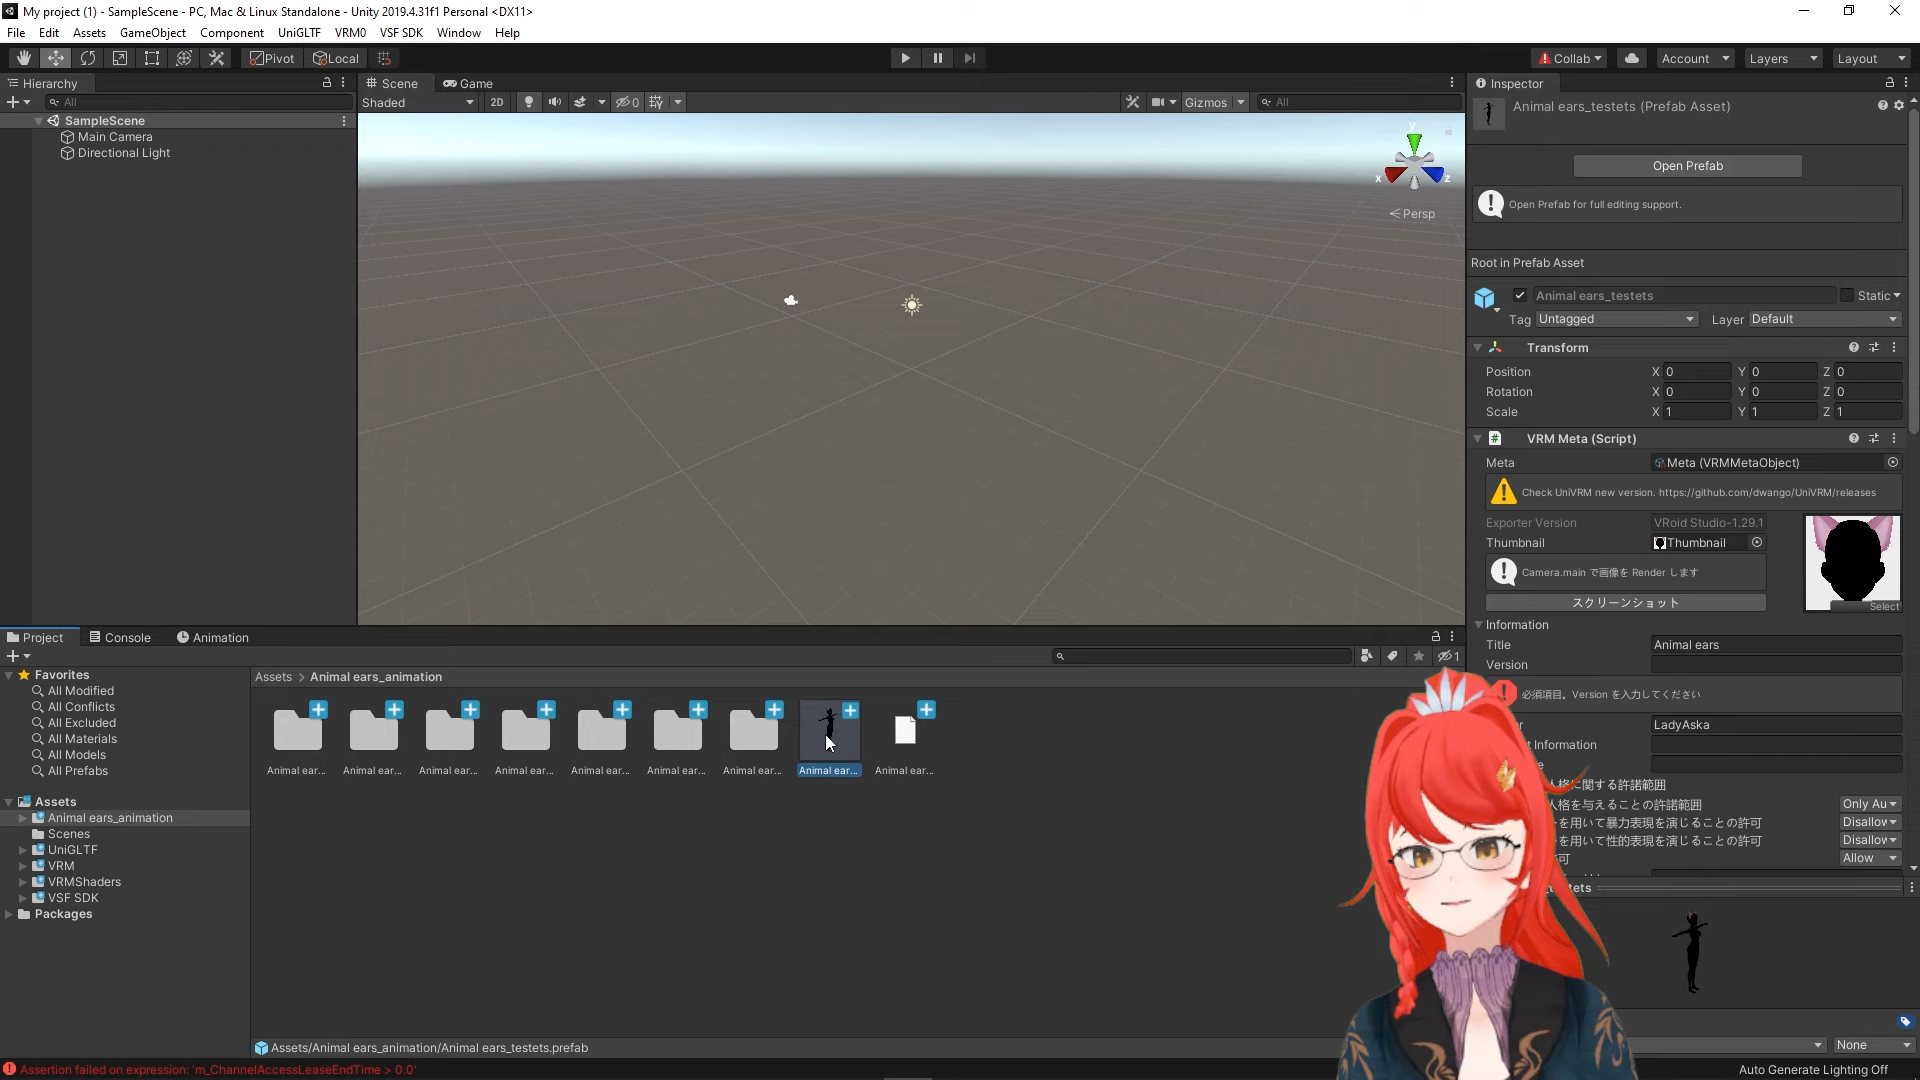 My project (1) - SampleScene - PC, Mac & Linux Standalone - Unity 2019.4.31f1 Personal <DX11>
File Edit Assets GameObject Component UniGLTF VRM0 VSF SDK Window Help
Pivot Local Collab Account Layers Layout
Hierarchy
All
SampleScene
Main Camera
Directional Light
Scene Game
Shaded 2D 0 Gizmos All
y
x z
Persp
Inspector
Animal ears_testets (Prefab Asset)
Open Prefab
Open Prefab for full editing support.
Root in Prefab Asset
Animal ears_testets Static
Tag Untagged Layer Default
Transform
Position X 0 Y 0 Z 0
Rotation X 0 Y 0 Z 0
Scale X 1 Y 1 Z 1
VRM Meta (Script)
Meta Meta (VRMMetaObject)
Check UniVRM new version. https://github.com/dwango/UniVRM/releases
Exporter Version VRoid Studio-1.29.1
Thumbnail Thumbnail
Camera.main で画像を Render します
スクリーンショット
Select
Information
Title Animal ears
Version
必須項目。Version を入力してください
LadyAska
Information
人格に関する許諾範囲
人格を与えることの許諾範囲 Only Au
を用いて暴力表現を演じることの許可 Disallow
を用いて性的表現を演じることの許可 Disallow
可 Allow
tets
None
Auto Generate Lighting Off
Project Console Animation
1
Favorites
All Modified
All Conflicts
All Excluded
All Materials
All Models
All Prefabs
Assets
Animal ears_animation
Scenes
UniGLTF
VRM
VRMShaders
VSF SDK
Packages
Assets > Animal ears_animation
Animal ear... Animal ear... Animal ear... Animal ear... Animal ear... Animal ear... Animal ear... Animal ear... Animal ear...
Assets/Animal ears_animation/Animal ears_testets.prefab
Assertion failed on expression: 'm_ChannelAccessLeaseEndTime > 0.0'